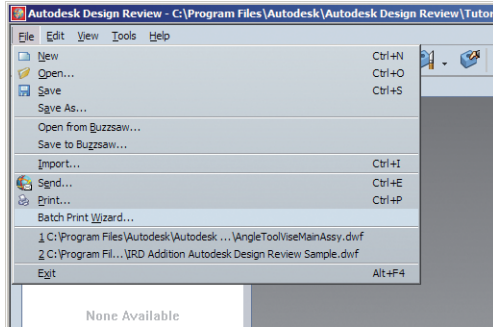 Autodesk Design Review - C:\Program Files\Autodesk\Autodesk Design Review\Tutor
File Edit View Tools Help
New Ctrl+N
Open... Ctrl+O
Save Ctrl+S
Save As...
Open from Buzzsaw...
Save to Buzzsaw...
Import... Ctrl+I
Send... Ctrl+E
Print... Ctrl+P
Batch Print Wizard...
1 C:\Program Files\Autodesk\Autodesk ...\AngleToolViseMainAssy.dwf
2 C:\Program Fil...\IRD Addition Autodesk Design Review Sample.dwf
Exit Alt+F4
None Available